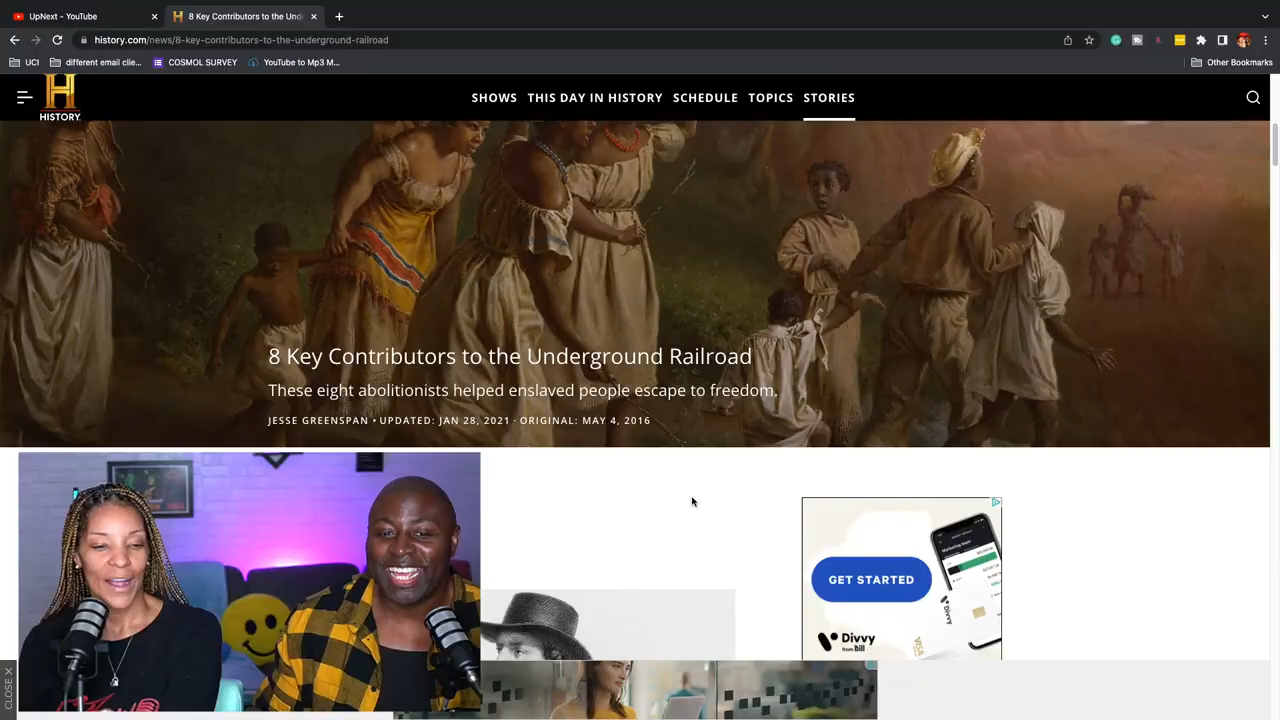 UpNext - YouTube
8 Key Contributors to the Und
history.com/news/8-key-contributors-to-the-underground-railroad
UCI
different email clie...
COSMOL SURVEY
YouTube to Mp3 M...
Other Bookmarks
H
HISTORY
SHOWS THIS DAY IN HISTORY SCHEDULE TOPICS STORIES
8 Key Contributors to the Underground Railroad
These eight abolitionists helped enslaved people escape to freedom.
JESSE GREENSPAN • UPDATED: JAN 28, 2021 · ORIGINAL: MAY 4, 2016
GET STARTED
Divvy
from bill
VISA
CLOSE X